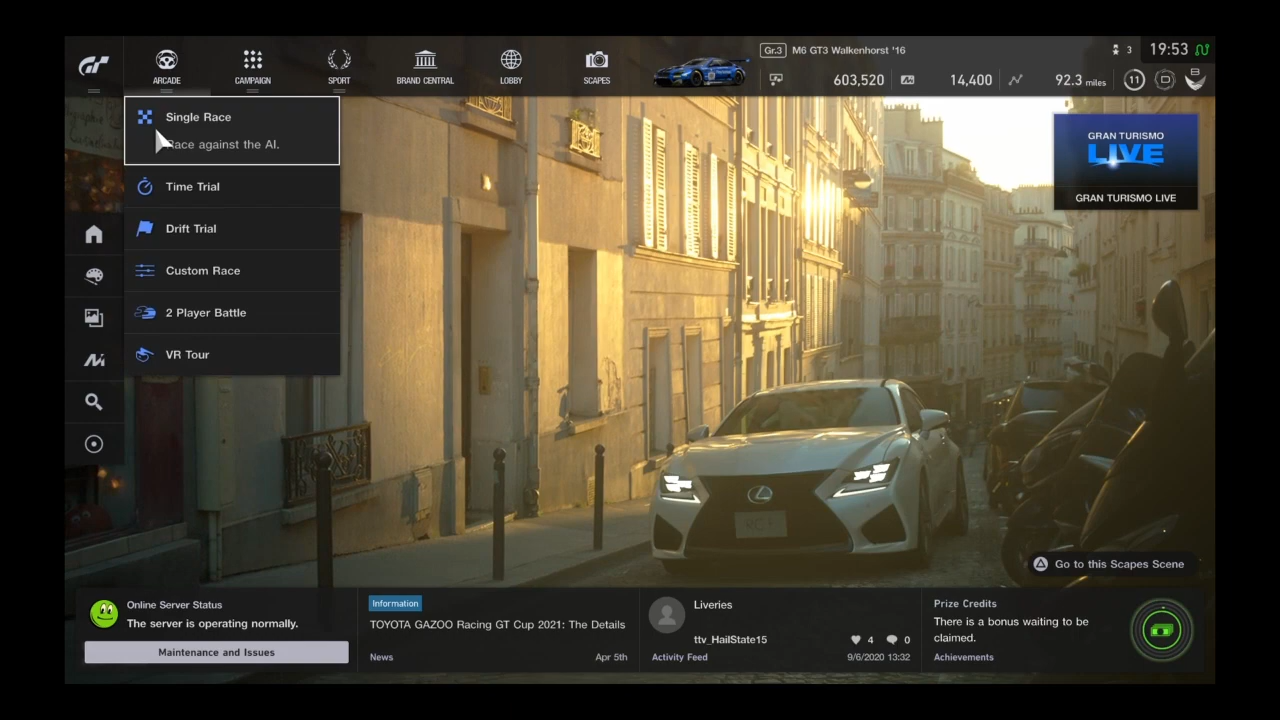 GT
ARCADE
CAMPAIGN
SPORT
BRAND CENTRAL
LOBBY
SCAPES
Gr.3 M6 GT3 Walkenhorst '16
3
19:53
603,520
14,400
92.3 miles
11
D
B
Single Race
Race against the AI.
Time Trial
Drift Trial
Custom Race
2 Player Battle
VR Tour
GRAN TURISMO
LIVE
GRAN TURISMO LIVE
Go to this Scapes Scene
Online Server Status
The server is operating normally.
Maintenance and Issues
Information
TOYOTA GAZOO Racing GT Cup 2021: The Details
News
Apr 5th
Liveries
ttv_HailState15
4
0
Activity Feed
9/6/2020 13:32
Prize Credits
There is a bonus waiting to be
claimed.
Achievements